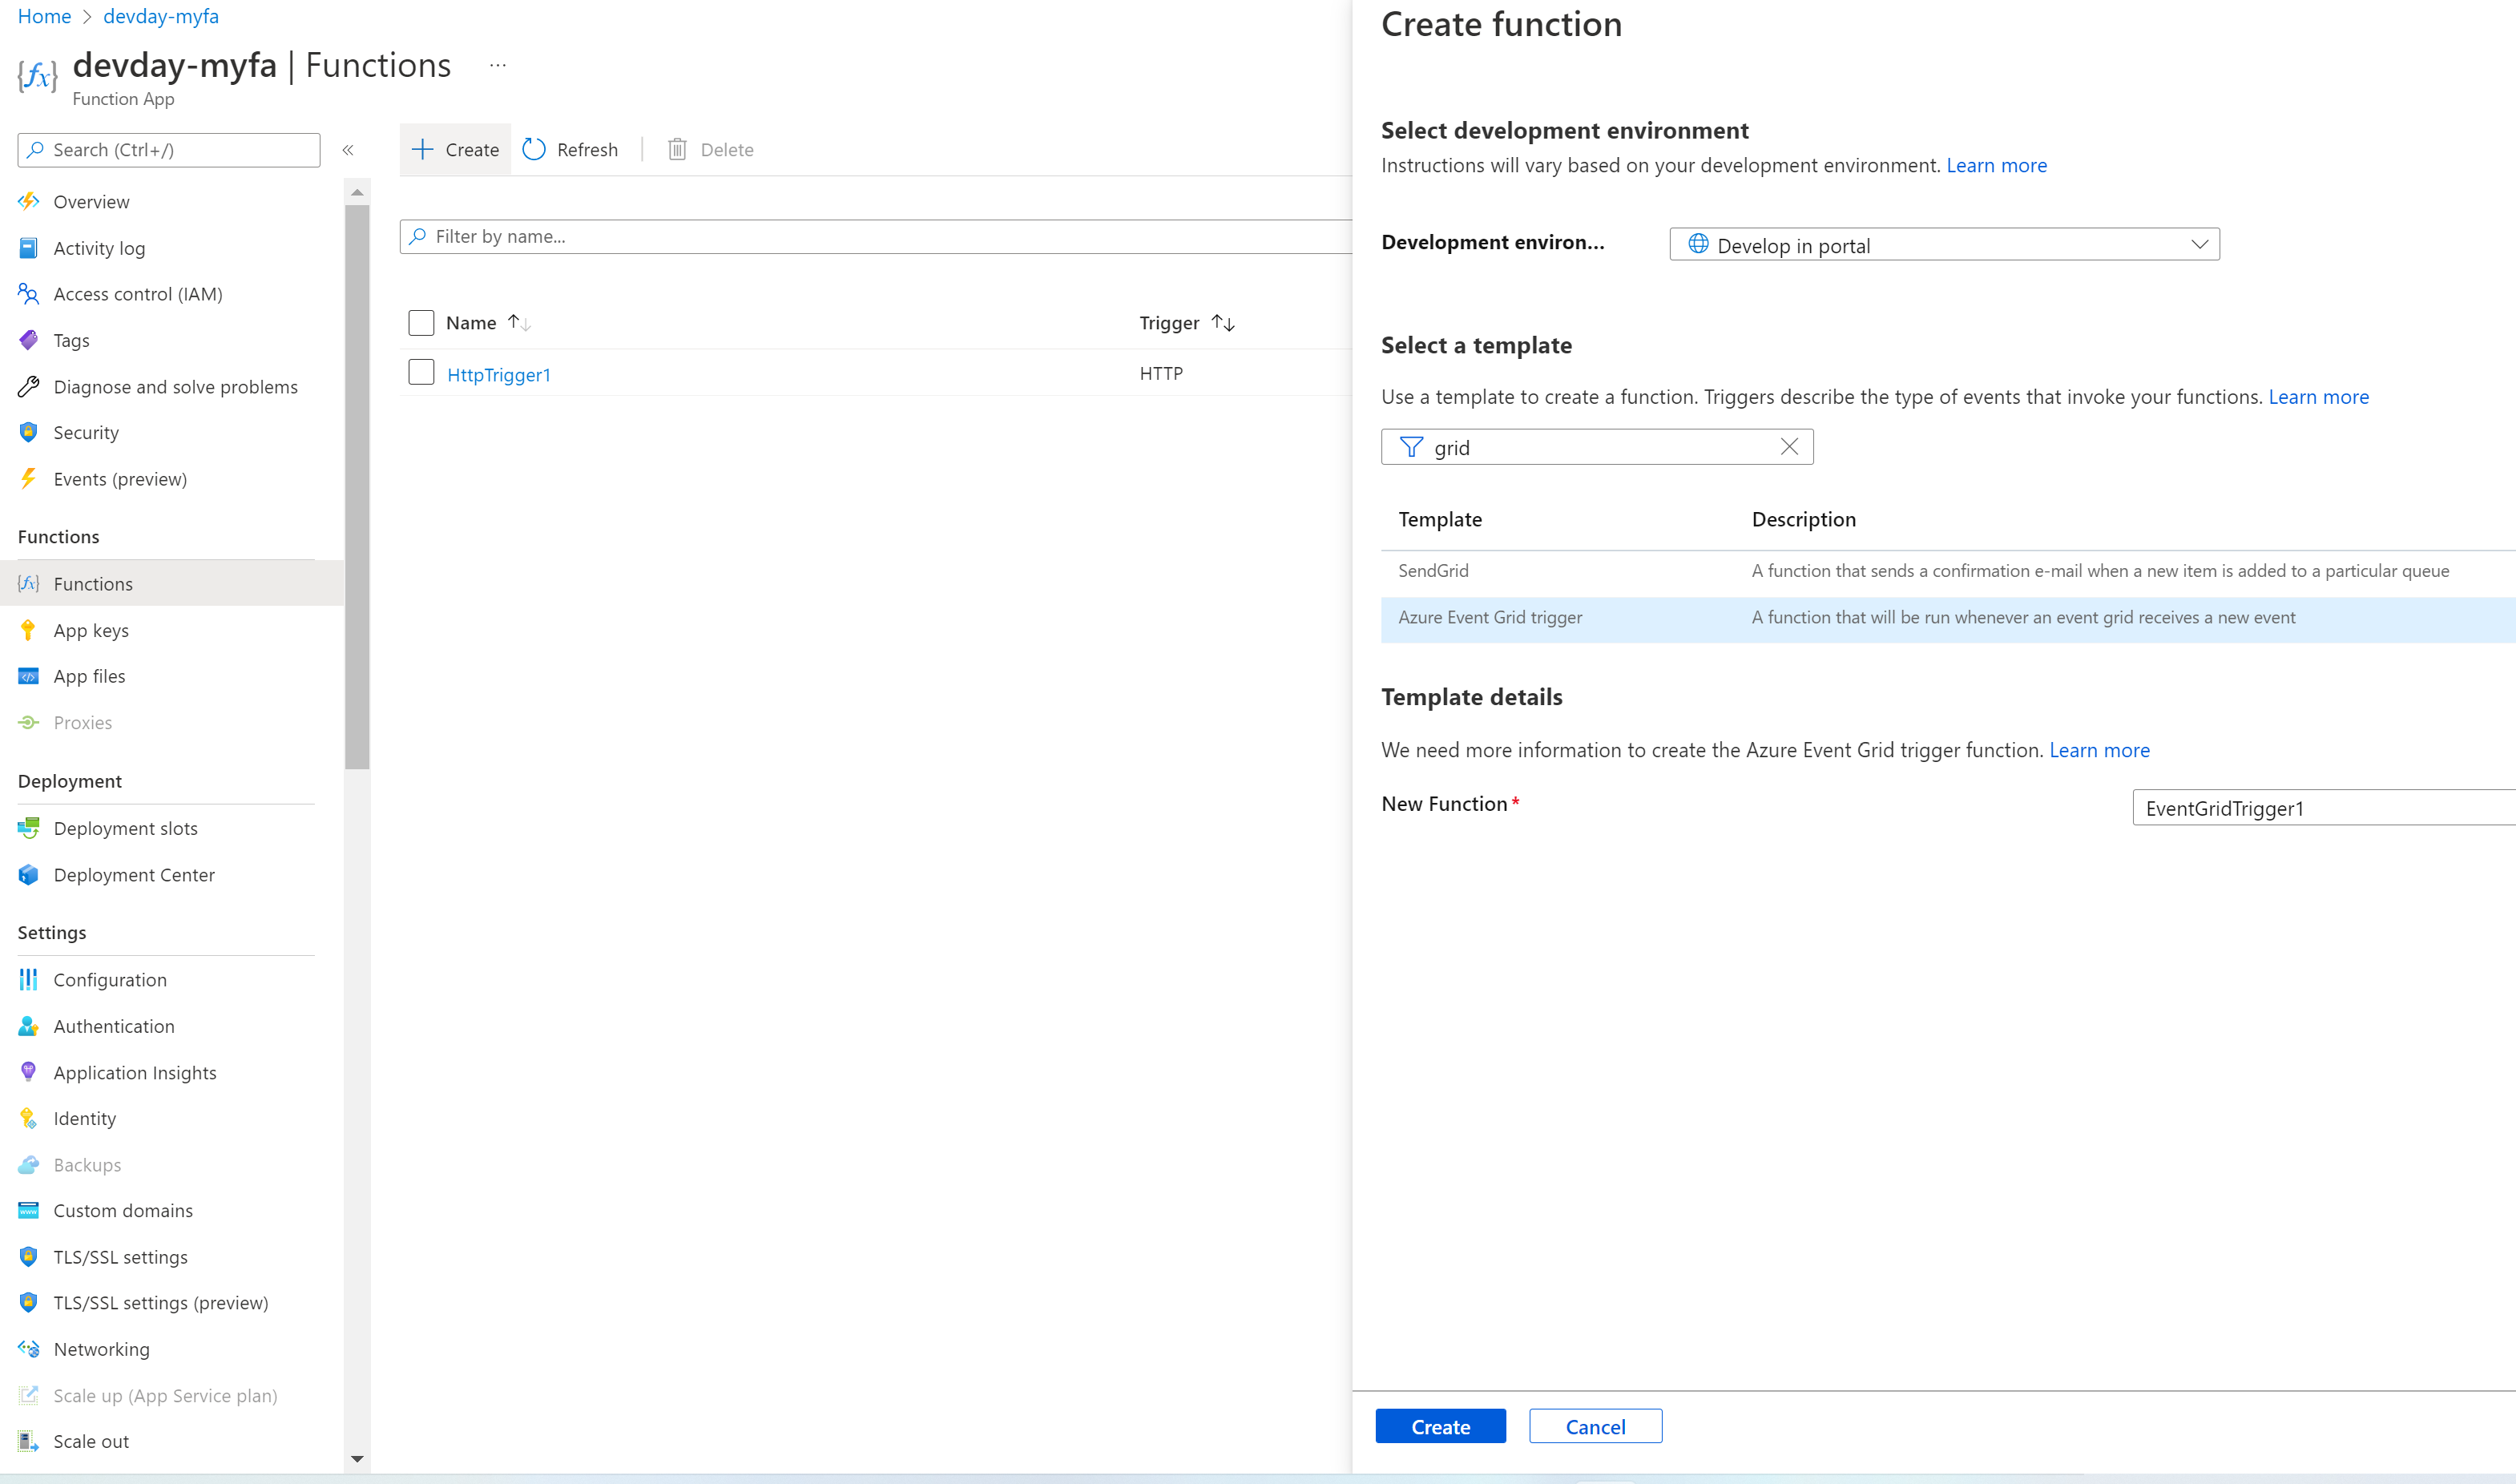 Home > devday-myfa
devday-myfa | Functions ...
Function App
Search (Ctrl+/)
«
Overview
Activity log
Access control (IAM)
Tags
Diagnose and solve problems
Security
Events (preview)
Functions
Functions
App keys
App files
Proxies
Deployment
Deployment slots
Deployment Center
Settings
Configuration
Authentication
Application Insights
Identity
Backups
Custom domains
TLS/SSL settings
TLS/SSL settings (preview)
Networking
Scale up (App Service plan)
Scale out
Create Refresh Delete
Filter by name...
Name Trigger
HttpTrigger1 HTTP
Create function
Select development environment
Instructions will vary based on your development environment. Learn more
Development environ... Develop in portal
Select a template
Use a template to create a function. Triggers describe the type of events that invoke your functions. Learn more
grid
Template Description
SendGrid A function that sends a confirmation e-mail when a new item is added to a particular queue
Azure Event Grid trigger A function that will be run whenever an event grid receives a new event
Template details
We need more information to create the Azure Event Grid trigger function. Learn more
New Function* EventGridTrigger1
Create Cancel